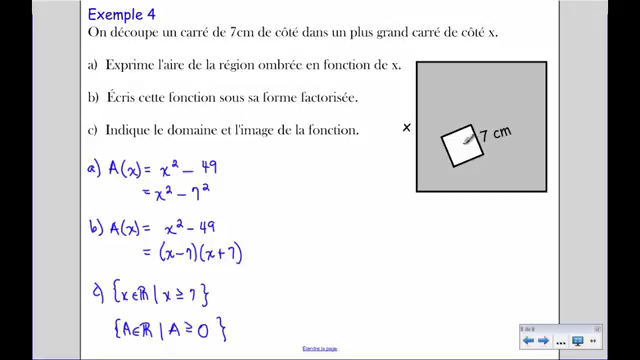 Exemple 4
On découpe un carré de 7cm de côté dans un plus grand carré de côté x.
a) Exprime l'aire de la région ombrée en fonction de x.
b) Écris cette fonction sous sa forme factorisée.
c) Indique le domaine et l'image de la fonction.
x
7 cm
a) A(x) = x² - 49
= x² - 7²
b) A(x) = x² - 49
= (x-7)(x+7)
c) {x∈ℝ | x ≥ 7}
{A∈ℝ | A ≥ 0}
Étendre la page